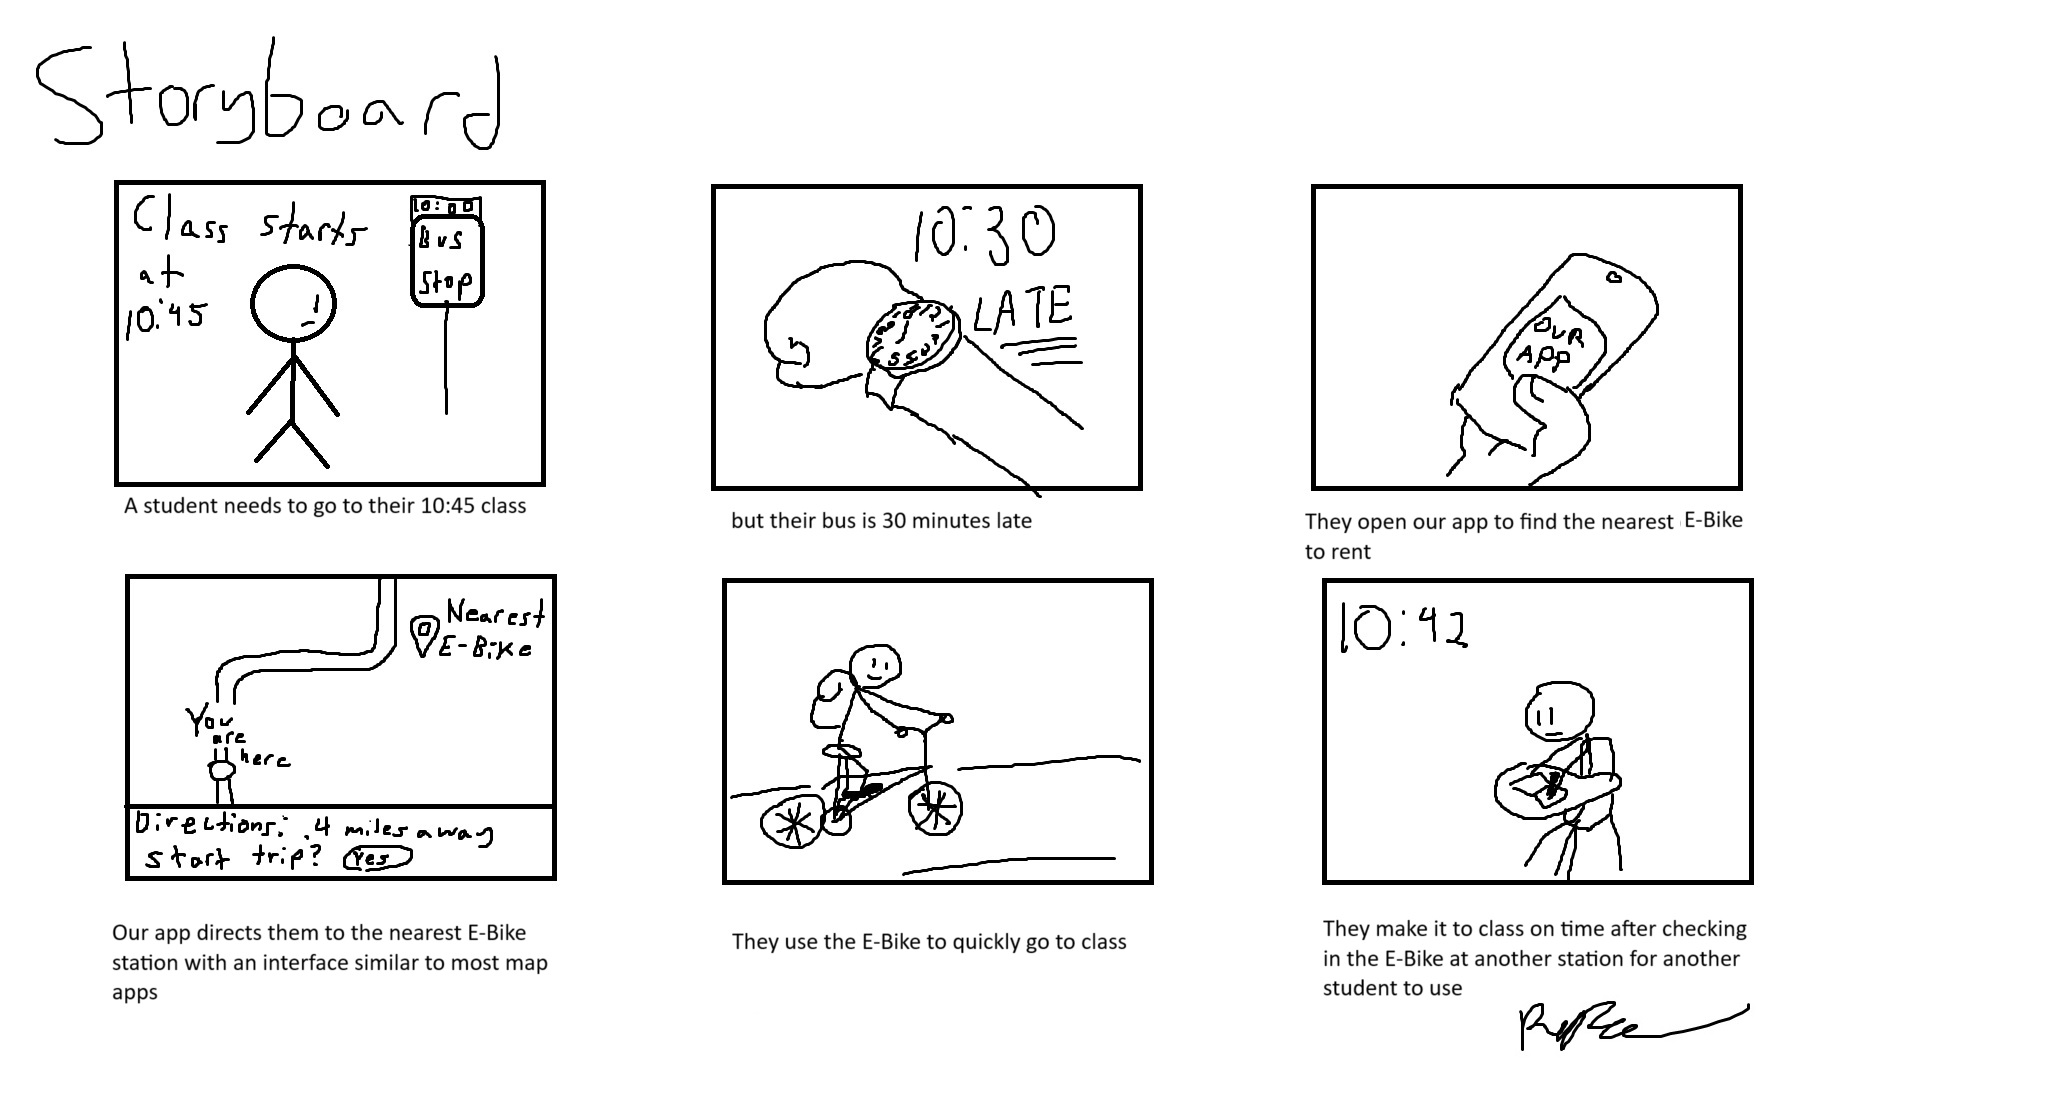 Storyboard
Class starts
at
10:45
10:00
Bus
Stop
A student needs to go to their 10:45 class
10:30
LATE
but their bus is 30 minutes late
OUR
APP
They open our app to find the nearest E-Bike
to rent
Nearest
E-Bike
You
are
here
Directions: .4 miles away
start trip? Yes
Our app directs them to the nearest E-Bike
station with an interface similar to most map
apps
They use the E-Bike to quickly go to class
10:42
They make it to class on time after checking
in the E-Bike at another station for another
student to use